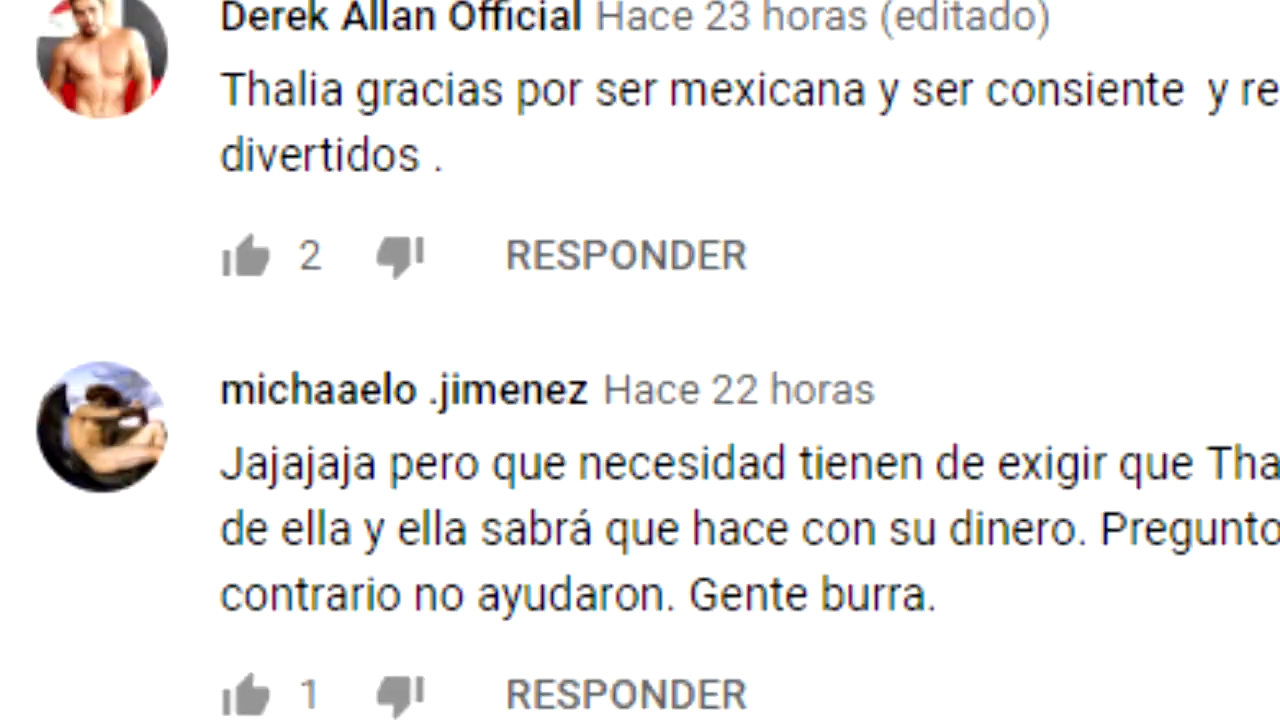 Derek Allan Official Hace 23 horas (editado)
Thalia gracias por ser mexicana y ser consiente y re
divertidos .
2 RESPONDER
michaaelo .jimenez Hace 22 horas
Jajajaja pero que necesidad tienen de exigir que Tha
de ella y ella sabrá que hace con su dinero. Pregunto
contrario no ayudaron. Gente burra.
1 RESPONDER